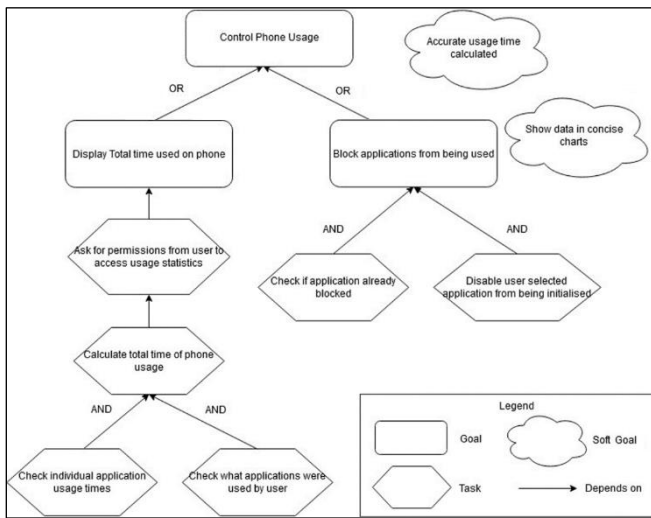 Control Phone Usage
Accurate usage time
calculated
OR
OR
Show data in concise
charts
Display Total time used on phone
Block applications from being used
AND
AND
Ask for permissions from user to
access usage statistics
Check if application already
blocked
Disable user selected
application from being initialised
Calculate total time of phone
usage
AND
AND
Check individual application
usage times
Check what applications were
used by user
Legend
Goal
Soft Goal
Task
Depends on